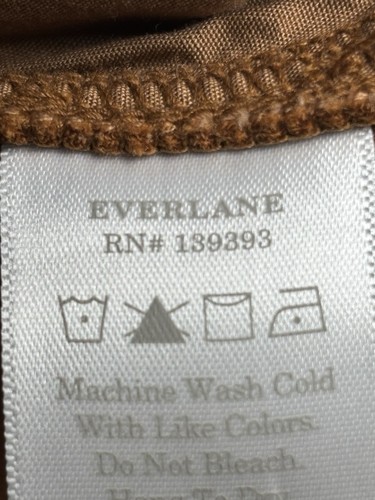 EVERLANE
RN# 139393
Machine Wash Cold
With Like Colors.
Do Not Bleach.